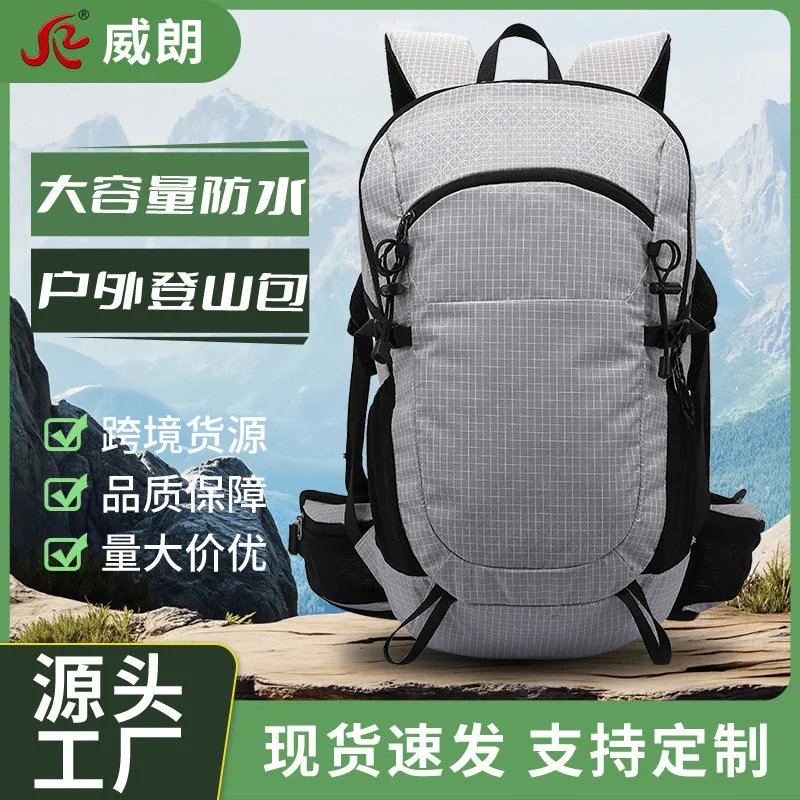 ® 威朗
大容量防水
户外登山包
跨境货源
品质保障
量大价优
源头
工厂
现货速发 支持定制